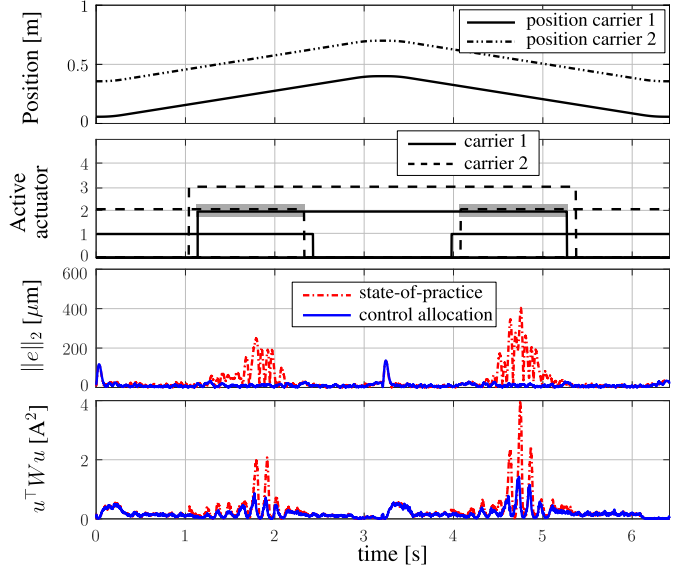 Position [m]
1
0.5
0
position carrier 1
position carrier 2
Active
actuator
4
3
2
1
0
carrier 1
carrier 2
||e||₂ [μm]
600
400
200
0
state-of-practice
control allocation
u⊤Wu [A²]
4
2
0
0 1 2 3 4 5 6
time [s]